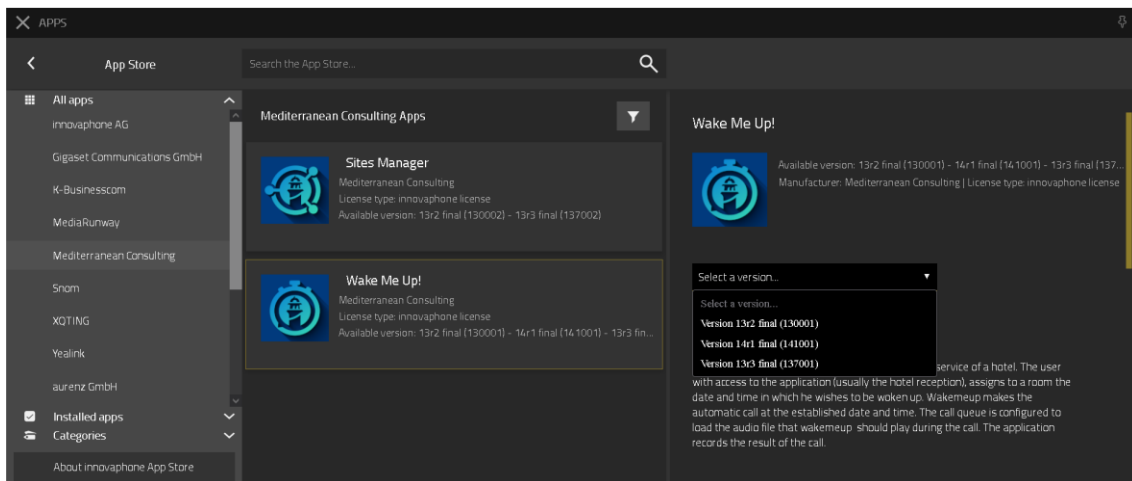 APPS
App Store
Search the App Store...
All apps
innovaphone AG
Gigaset Communications GmbH
K-Businesscom
MediaRunway
Mediterranean Consulting
Snom
XQTING
Yealink
aurenz GmbH
Installed apps
Categories
About innovaphone App Store
Mediterranean Consulting Apps
Sites Manager
Mediterranean Consulting
License type: innovaphone license
Available version: 13r2 final (130002) - 13r3 final (137002)
Wake Me Up!
Mediterranean Consulting
License type: innovaphone license
Available version: 13r2 final (130001) - 14r1 final (141001) - 13r3 fin...
Wake Me Up!
Available version: 13r2 final (130001) - 14r1 final (141001) - 13r3 final (137...
Manufacturer: Mediterranean Consulting | License type: innovaphone license
Select a version...
Select a version...
Version 13r2 final (130001)
Version 14r1 final (141001)
Version 13r3 final (137001)
service of a hotel. The user
with access to the application (usually the hotel reception), assigns to a room the
date and time in which he wishes to be woken up. Wakemeup makes the
automatic call at the established date and time. The call queue is configured to
load the audio file that wakemeup should play during the call. The application
records the result of the call.